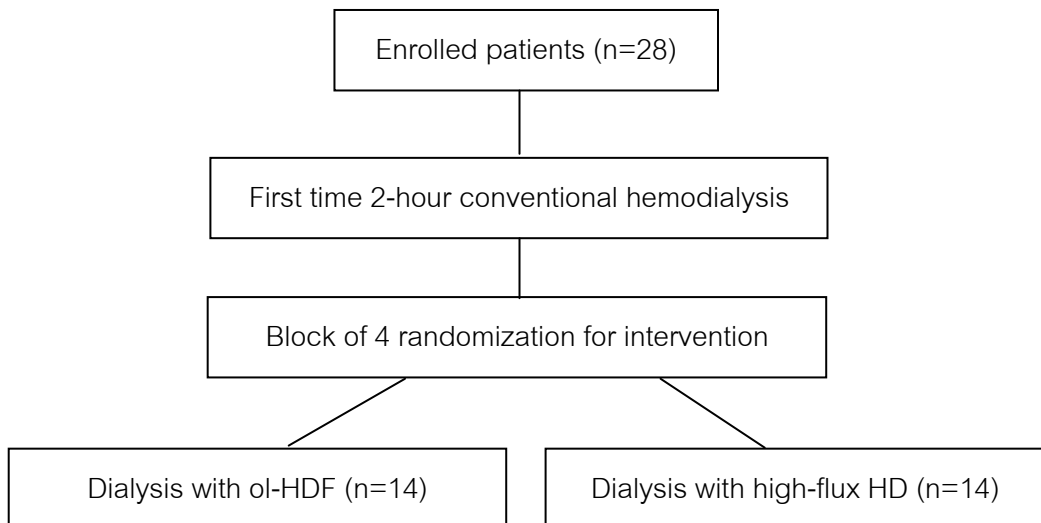 Enrolled patients (n=28)
First time 2-hour conventional hemodialysis
Block of 4 randomization for intervention
Dialysis with ol-HDF (n=14)
Dialysis with high-flux HD (n=14)